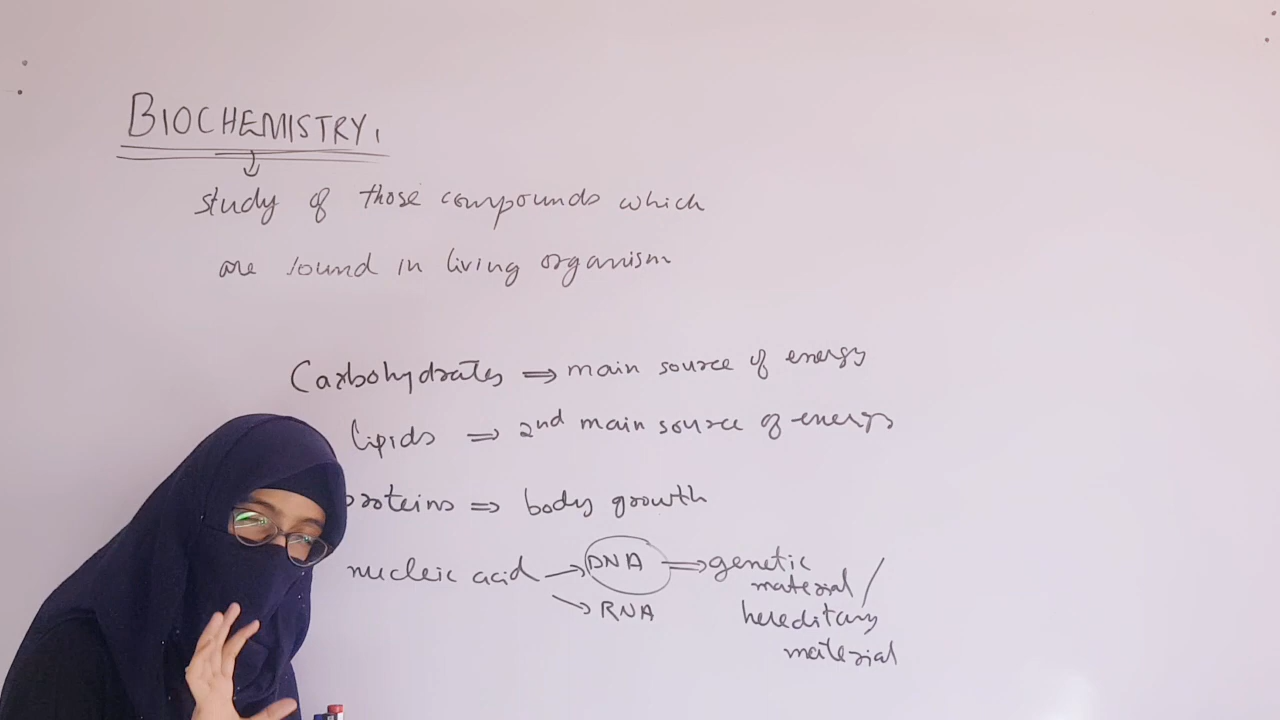 BIOCHEMISTRY,
study of those compounds which
are found in living organism
Carbohydrates ⇒ main source of energy
lipids ⇒ 2nd main source of energy
proteins ⇒ body growth
nucleic acid → DNA ⇒ genetic
material /
→ RNA hereditary
material